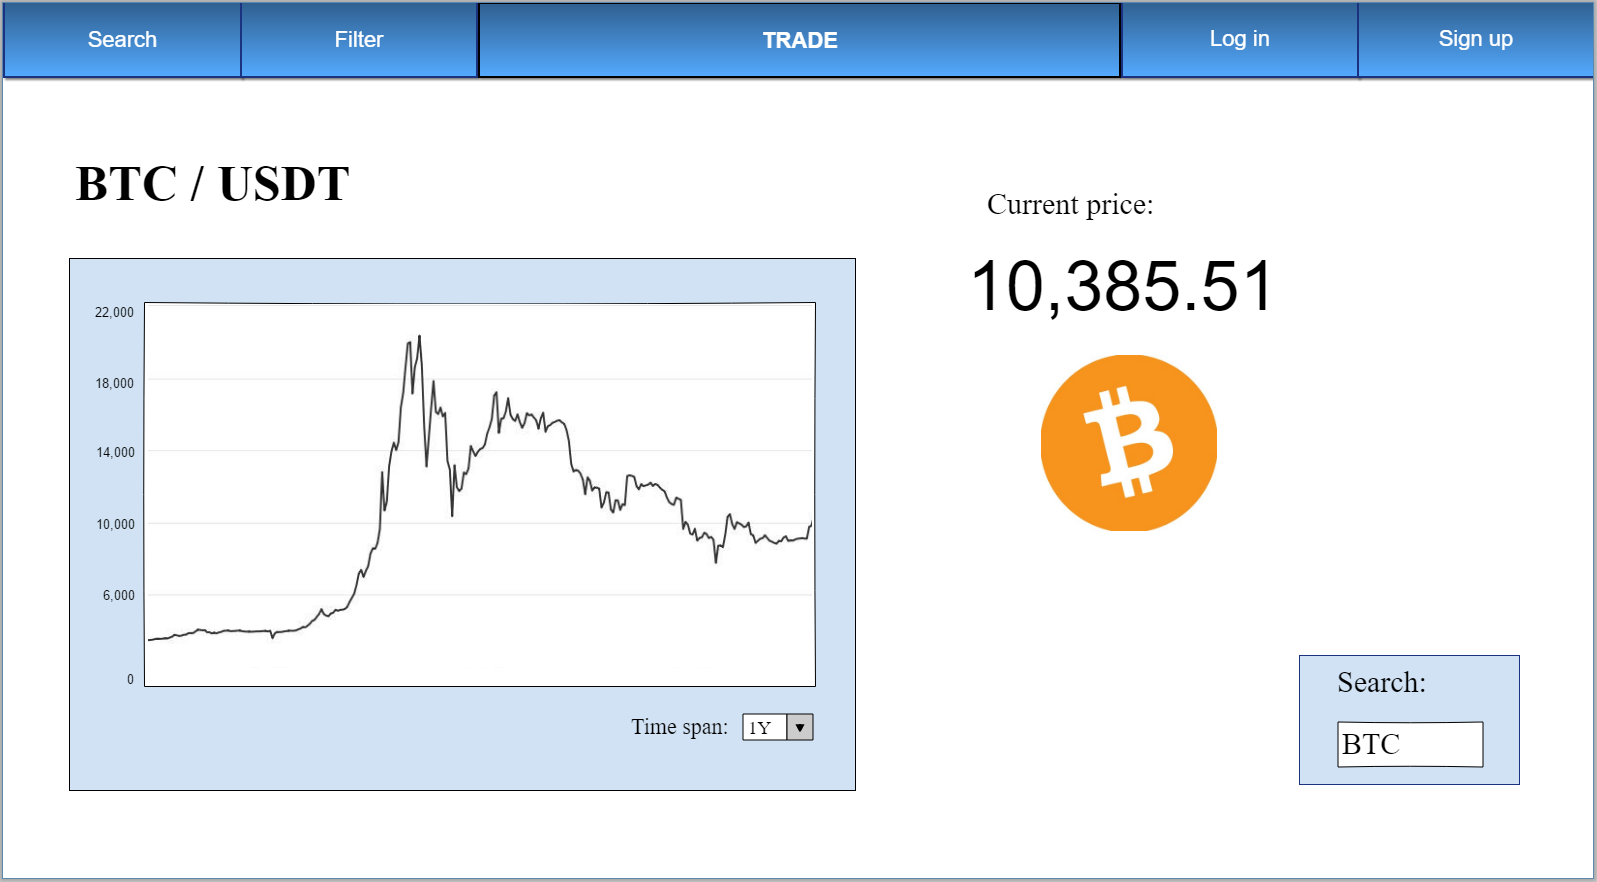 Search
Filter
TRADE
Log in
Sign up
BTC / USDT
Current price:
10,385.51
22,000
18,000
14,000
10,000
6,000
0
Time span:
1Y
Search:
BTC